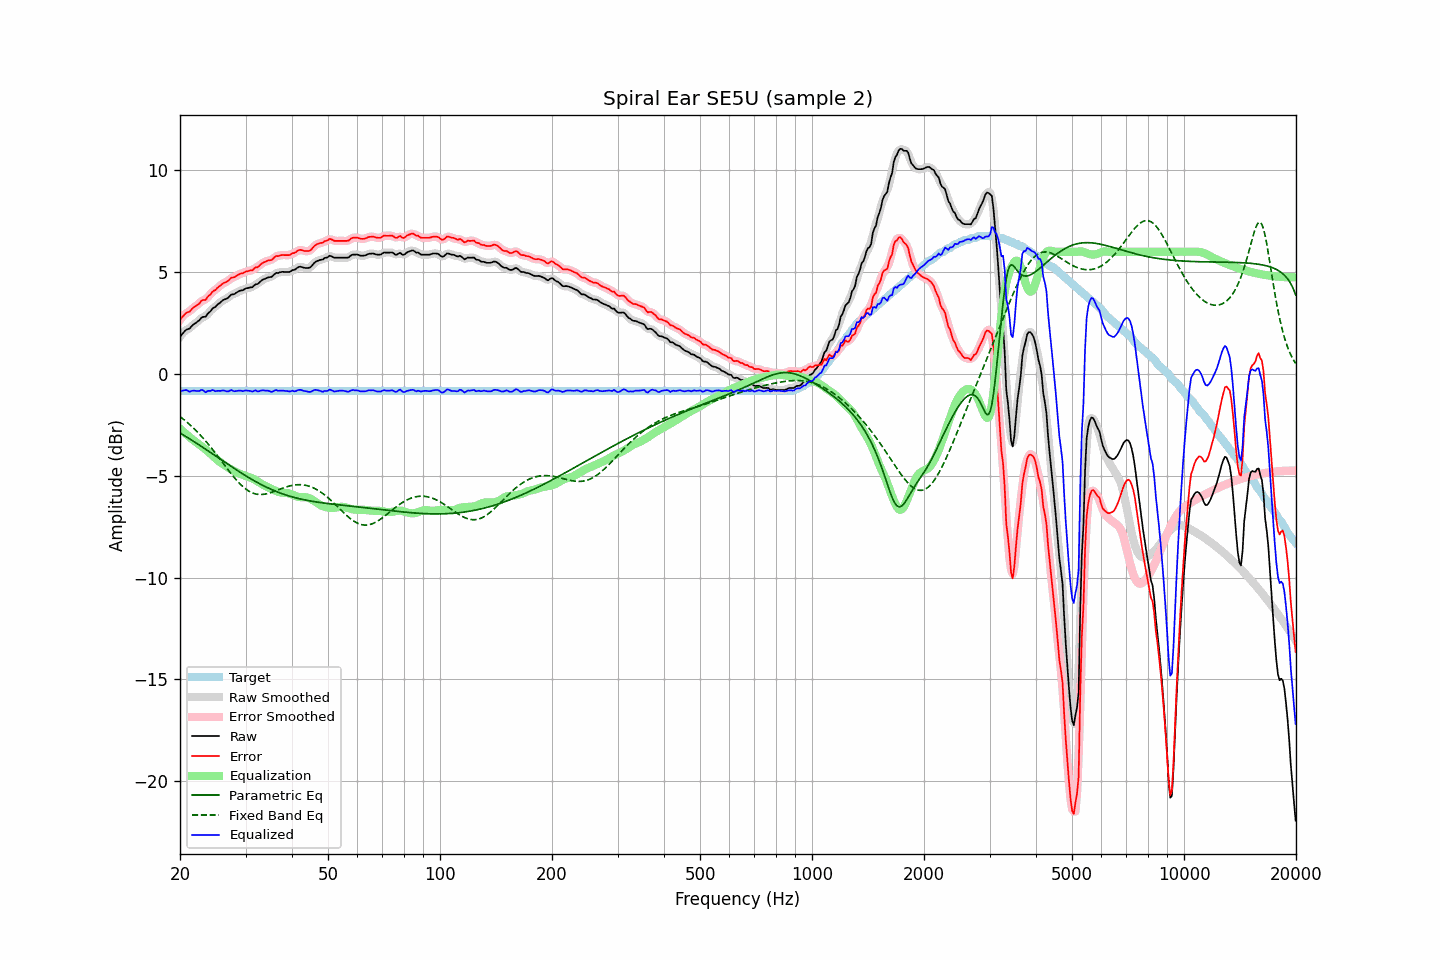 Spiral Ear SE5U (sample 2)
Amplitude (dBr)
10
5
0
−5
−10
−15
−20
Target
Raw Smoothed
Error Smoothed
Raw
Error
Equalization
Parametric Eq
Fixed Band Eq
Equalized
20 50 100 200 500 1000 2000 5000 10000 20000
Frequency (Hz)